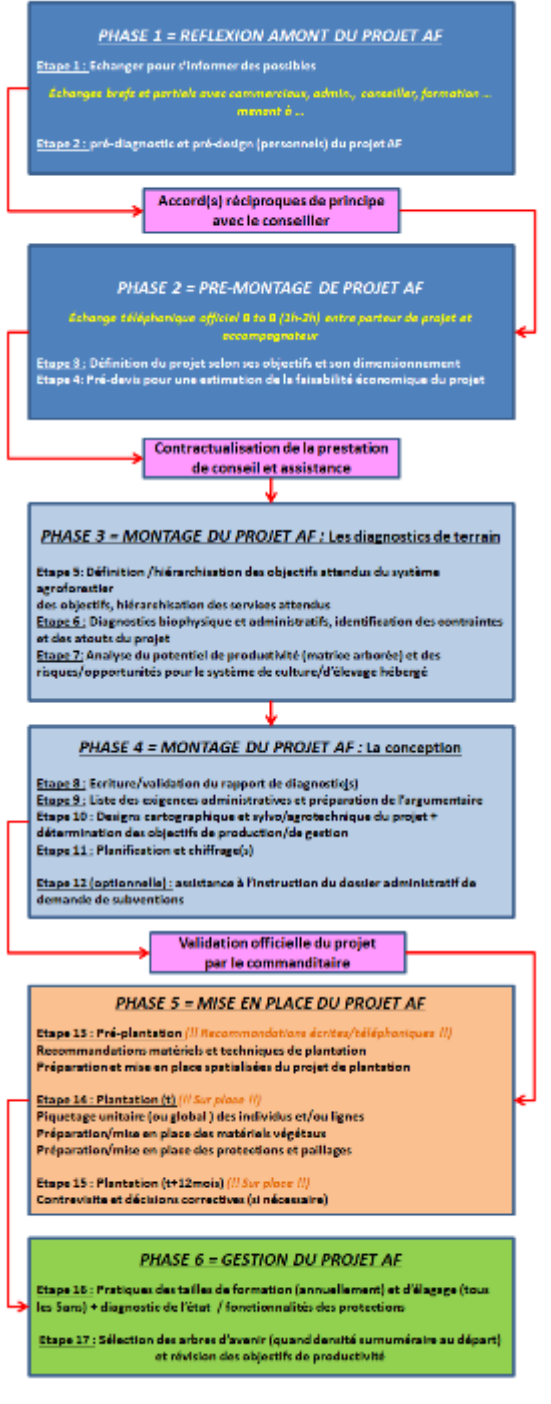 PHASE 1 = REFLEXION AMONT DU PROJET AF
Etape 1 : Echanger pour s'informer des possibles
Echanges brefs et partiels avec commerciaux, admin., conseiller, formation ...
menant à ...
Etape 2 : pré-diagnostic et pré-design (personnels) du projet AF
Accord(s) réciproques de principe
avec le conseiller
PHASE 2 = PRE-MONTAGE DE PROJET AF
Echange téléphonique officiel B to B (1h-2h) entre porteur de projet et
accompagnateur
Etape 3 : Définition du projet selon ses objectifs et son dimensionnement
Etape 4: Pré-devis pour une estimation de la faisabilité économique du projet
Contractualisation de la prestation
de conseil et assistance
PHASE 3 = MONTAGE DU PROJET AF : Les diagnostics de terrain
Etape 5: Définition /hiérarchisation des objectifs attendus du système
agroforestier
des objectifs, hiérarchisation des services attendus
Etape 6 : Diagnostics biophysique et administratifs, identification des contraintes
et des atouts du projet
Etape 7: Analyse du potentiel de productivité (matrice arborée) et des
risques/opportunités pour le système de culture/d'élevage hébergé
PHASE 4 = MONTAGE DU PROJET AF : La conception
Etape 8 : Ecriture/validation du rapport de diagnostic(s)
Etape 9 : Liste des exigences administratives et préparation de l'argumentaire
Etape 10 : Designs cartographique et sylvo/agrotechnique du projet +
détermination des objectifs de production/de gestion
Etape 11 : Planification et chiffrage(s)
Etape 12 (optionnelle) : assistance à l'instruction du dossier administratif de
demande de subventions
Validation officielle du projet
par le commanditaire
PHASE 5 = MISE EN PLACE DU PROJET AF
Etape 13 : Pré-plantation (!! Recommandations écrites/téléphoniques !!)
Recommandations matériels et techniques de plantation
Préparation et mise en place spatialisées du projet de plantation
Etape 14 : Plantation (t) (!! Sur place !!)
Piquetage unitaire (ou global ) des individus et/ou lignes
Préparation/mise en place des matériels végétaux
Préparation/mise en place des protections et paillages
Etape 15 : Plantation (t+12mois) (!! Sur place !!)
Contrevisite et décisions correctives (si nécessaire)
PHASE 6 = GESTION DU PROJET AF
Etape 16 : Pratiques des tailles de formation (annuellement) et d'élagage (tous
les 5ans) + diagnostic de l'état / fonctionnalités des protections
Etape 17 : Sélection des arbres d'avenir (quand densité surnuméraire au départ)
et révision des objectifs de productivité